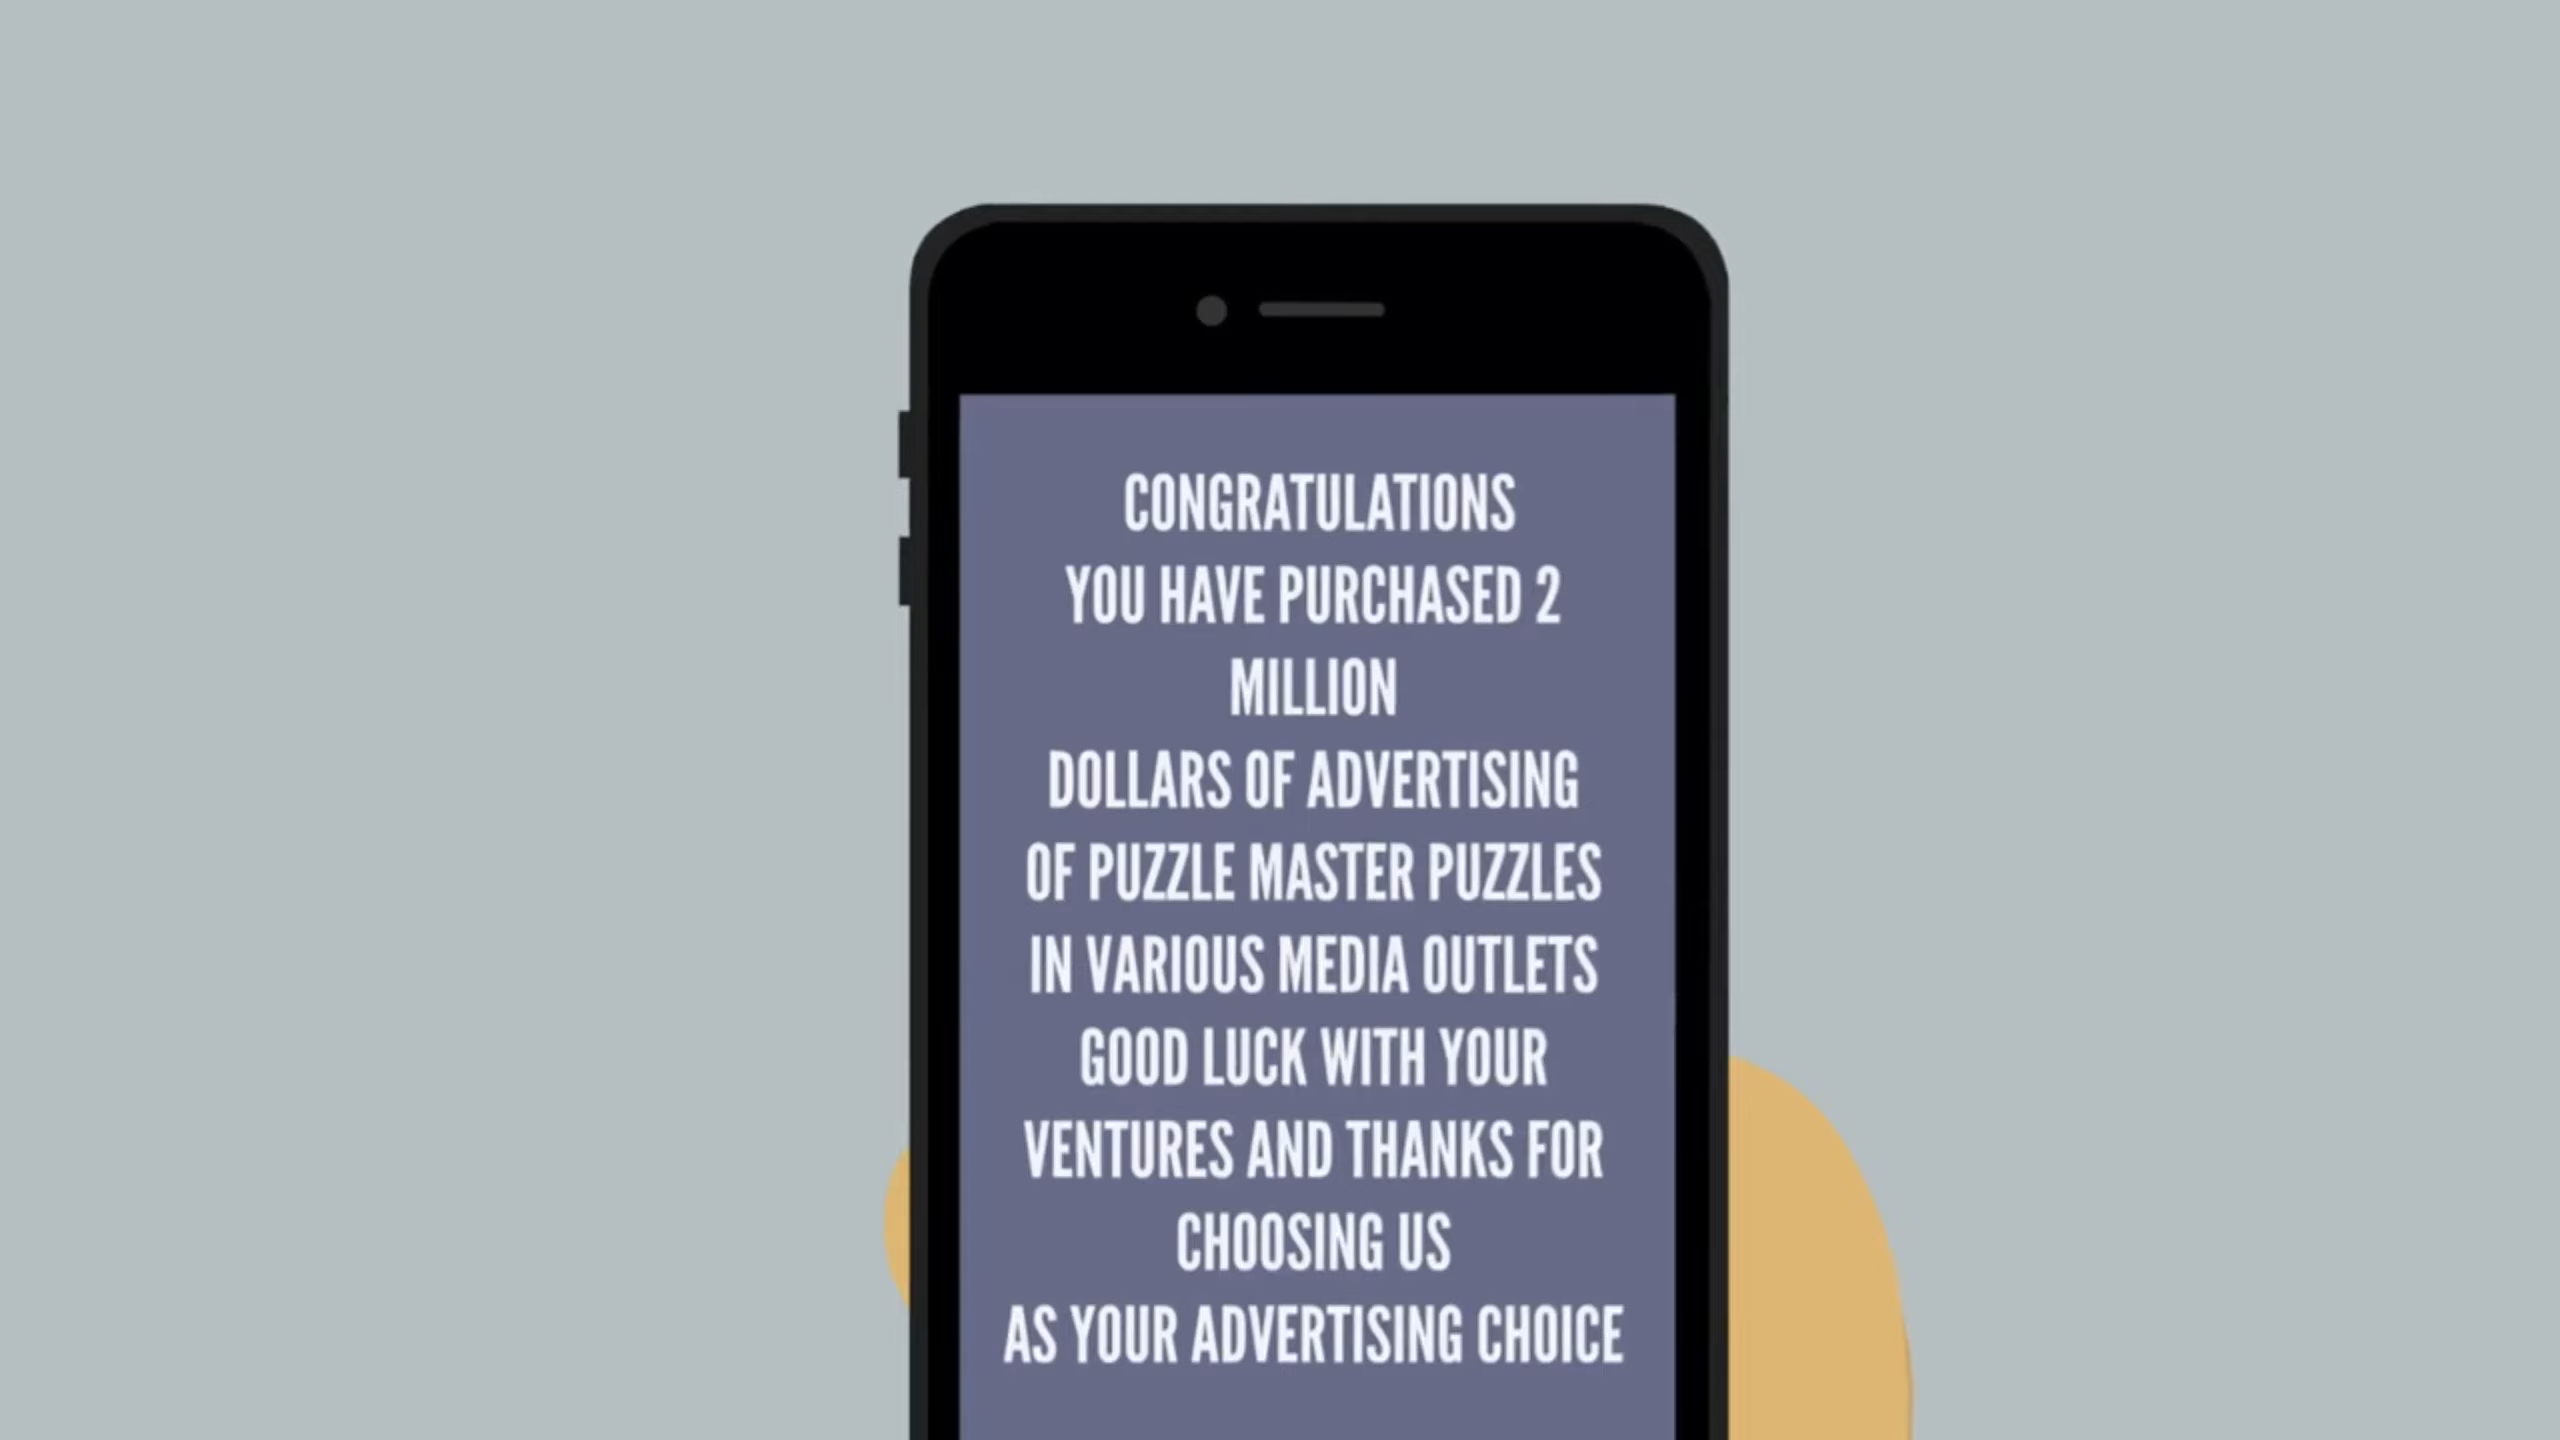 CONGRATULATIONS
YOU HAVE PURCHASED 2
MILLION
DOLLARS OF ADVERTISING
OF PUZZLE MASTER PUZZLES
IN VARIOUS MEDIA OUTLETS
GOOD LUCK WITH YOUR
VENTURES AND THANKS FOR
CHOOSING US
AS YOUR ADVERTISING CHOICE